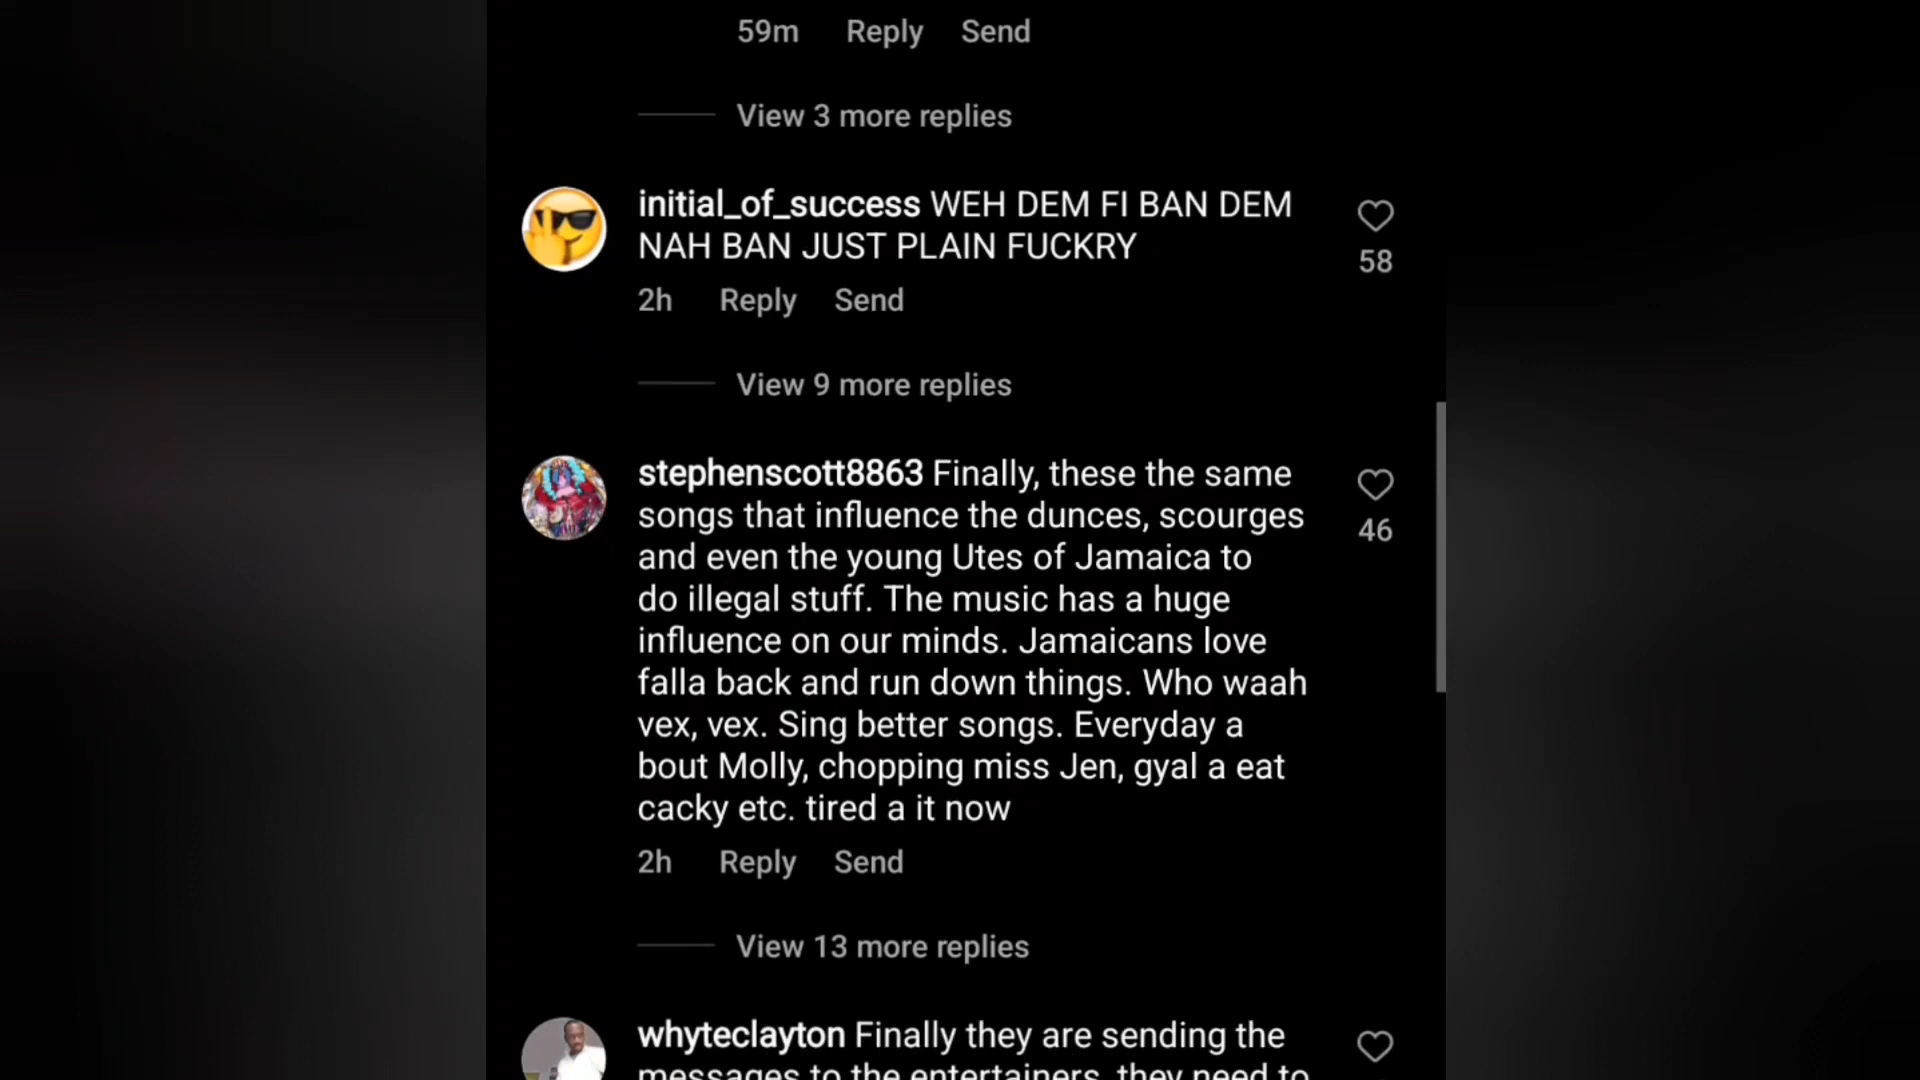 59m Reply Send
View 3 more replies
initial_of_success WEH DEM FI BAN DEM
NAH BAN JUST PLAIN FUCKRY
58
2h Reply Send
View 9 more replies
stephenscott8863 Finally, these the same
songs that influence the dunces, scourges
and even the young Utes of Jamaica to
do illegal stuff. The music has a huge
influence on our minds. Jamaicans love
falla back and run down things. Who waah
vex, vex. Sing better songs. Everyday a
bout Molly, chopping miss Jen, gyal a eat
cacky etc. tired a it now
46
2h Reply Send
View 13 more replies
whyteclayton Finally they are sending the
messages to the entertainers, they need to